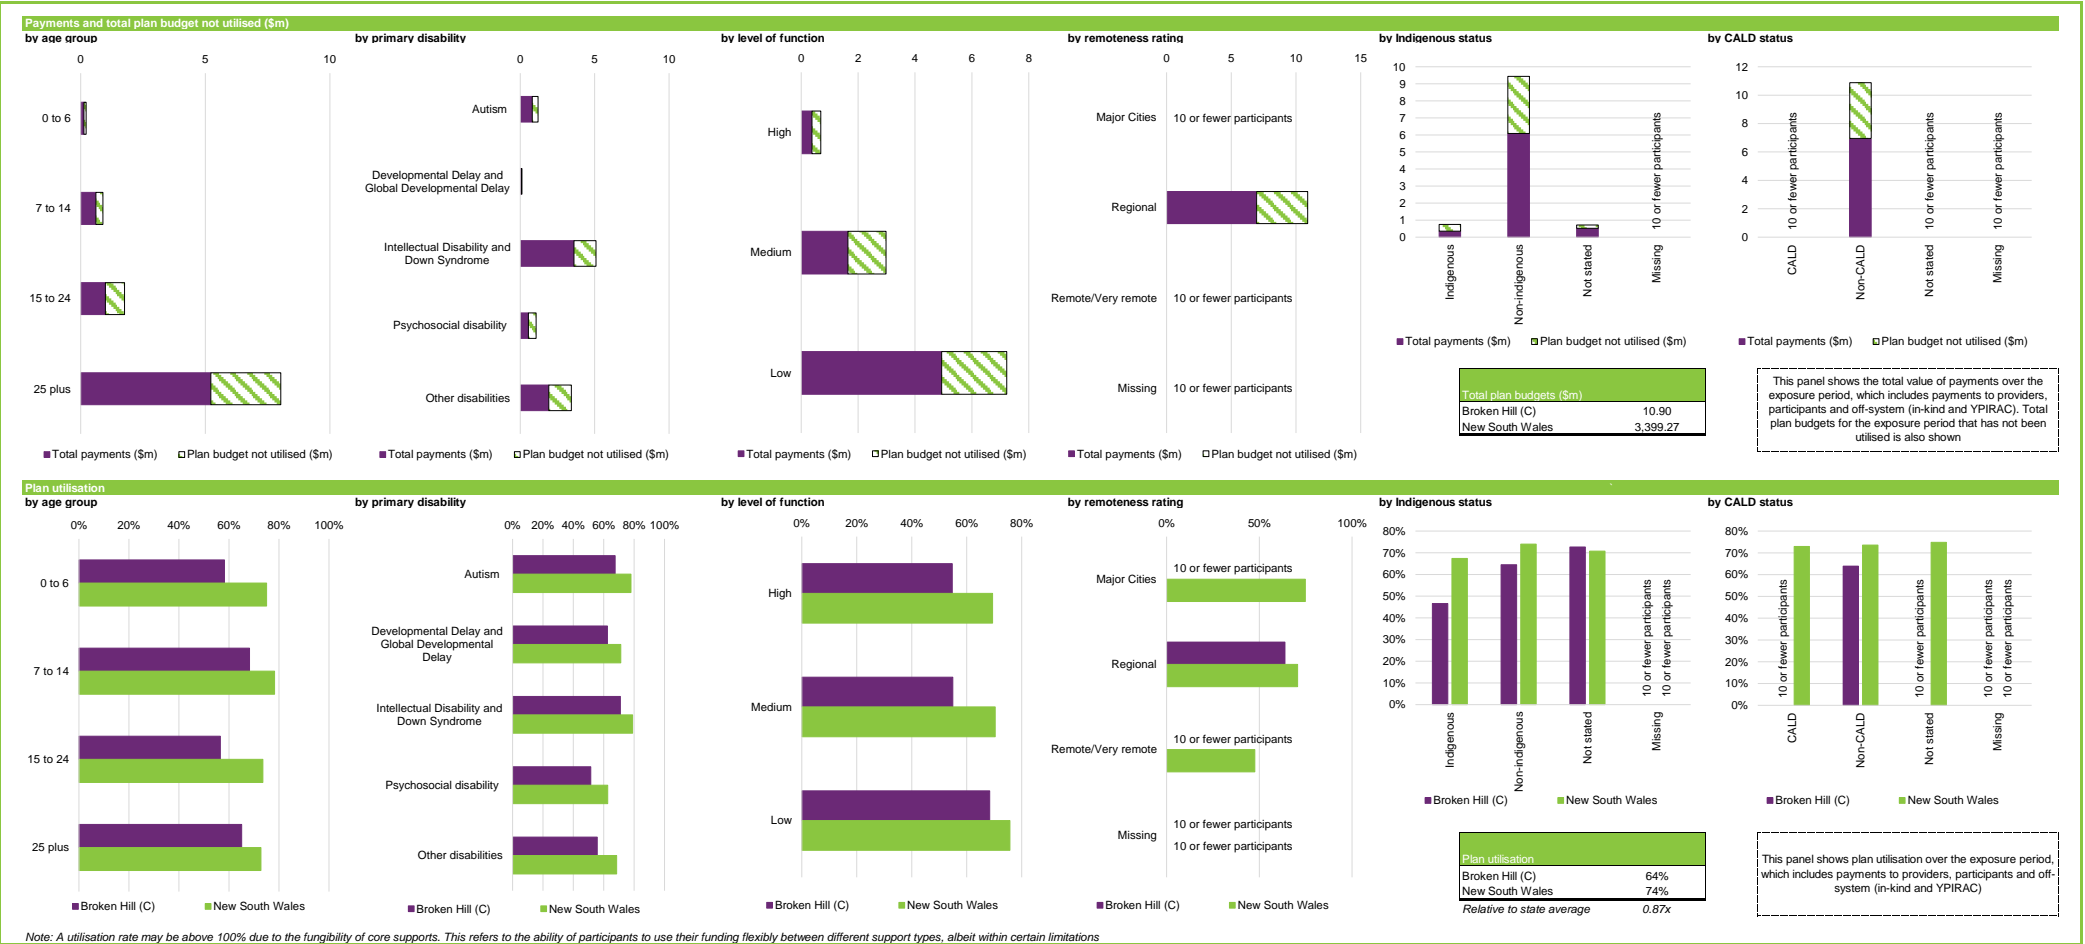 Payments and total plan budget not utilised ($m)
by age group
0 5 10
0 to 6
7 to 14
15 to 24
25 plus
Total payments ($m) Plan budget not utilised ($m)
by primary disability
0 5 10
Autism
Developmental Delay and
Global Developmental Delay
Intellectual Disability and
Down Syndrome
Psychosocial disability
Other disabilities
Total payments ($m) Plan budget not utilised ($m)
by level of function
0 2 4 6 8
High
Medium
Low
Total payments ($m) Plan budget not utilised ($m)
by remoteness rating
0 5 10 15
Major Cities 10 or fewer participants
Regional
Remote/Very remote 10 or fewer participants
Missing 10 or fewer participants
Total payments ($m) Plan budget not utilised ($m)
by Indigenous status
10
9
8
7
6
5
4
3
2
1
0
10 or fewer participants
Indigenous
Non-indigenous
Not stated
Missing
Total payments ($m) Plan budget not utilised ($m)
Total plan budgets ($m)
Broken Hill (C) 10.90
New South Wales 3,399.27
by CALD status
12
10
8
6
4
2
0
10 or fewer participants
10 or fewer participants
10 or fewer participants
CALD
Non-CALD
Not stated
Missing
Total payments ($m) Plan budget not utilised ($m)
This panel shows the total value of payments over the
exposure period, which includes payments to providers,
participants and off-system (in-kind and YPIRAC). Total
plan budgets for the exposure period that has not been
utilised is also shown
Plan utilisation
by age group
0% 20% 40% 60% 80% 100%
0 to 6
7 to 14
15 to 24
25 plus
Broken Hill (C) New South Wales
by primary disability
0% 20% 40% 60% 80% 100%
Autism
Developmental Delay and
Global Developmental
Delay
Intellectual Disability and
Down Syndrome
Psychosocial disability
Other disabilities
Broken Hill (C) New South Wales
by level of function
0% 20% 40% 60% 80%
High
Medium
Low
Broken Hill (C) New South Wales
by remoteness rating
0% 50% 100%
Major Cities 10 or fewer participants
Regional
Remote/Very remote 10 or fewer participants
Missing 10 or fewer participants
10 or fewer participants
Broken Hill (C) New South Wales
by Indigenous status
80%
70%
60%
50%
40%
30%
20%
10%
0%
10 or fewer participants
10 or fewer participants
Indigenous
Non-indigenous
Not stated
Missing
Broken Hill (C) New South Wales
Plan utilisation
Broken Hill (C) 64%
New South Wales 74%
Relative to state average 0.87x
by CALD status
80%
70%
60%
50%
40%
30%
20%
10%
0%
10 or fewer participants
10 or fewer participants
10 or fewer participants
10 or fewer participants
CALD
Non-CALD
Not stated
Missing
Broken Hill (C) New South Wales
This panel shows plan utilisation over the exposure period,
which includes payments to providers, participants and off-
system (in-kind and YPIRAC)
Note: A utilisation rate may be above 100% due to the fungibility of core supports. This refers to the ability of participants to use their funding flexibly between different support types, albeit within certain limitations